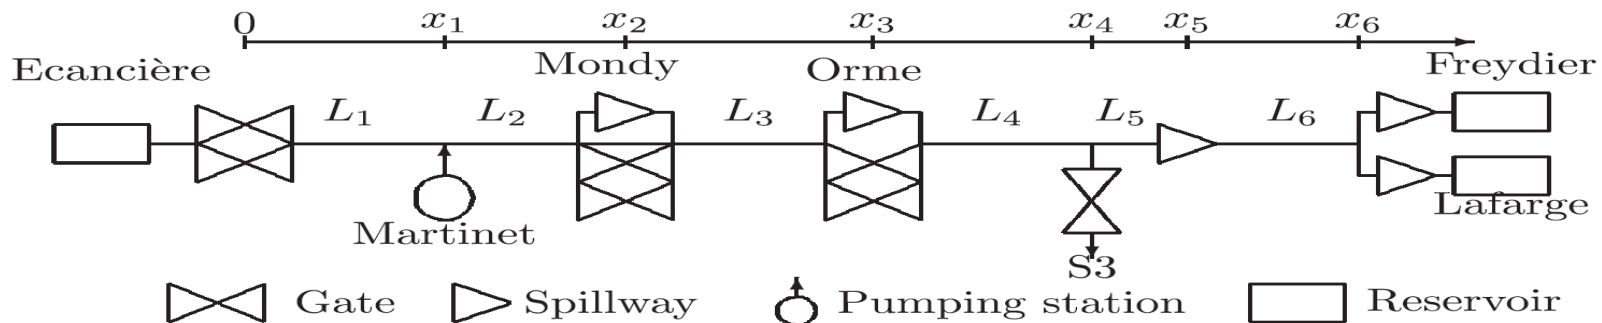 0 x1 x2 x3 x4 x5 x6
Ecancière Mondy Orme Freydier
L1 L2 L3 L4 L5 L6
Martinet Lafarge
S3
Gate Spillway Pumping station Reservoir